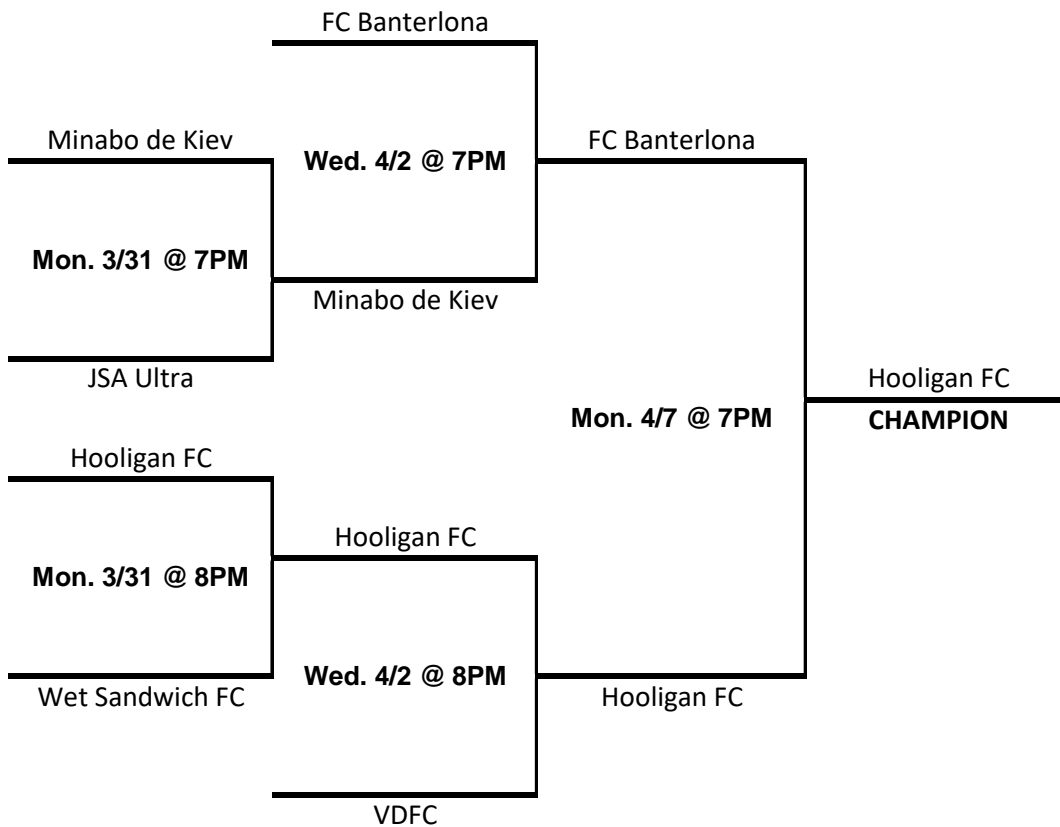 FC Banterlona
Minabo de Kiev
Wed. 4/2 @ 7PM
FC Banterlona
Mon. 3/31 @ 7PM
Minabo de Kiev
JSA Ultra
Hooligan FC
Mon. 4/7 @ 7PM
CHAMPION
Hooligan FC
Hooligan FC
Mon. 3/31 @ 8PM
Wed. 4/2 @ 8PM
Wet Sandwich FC
Hooligan FC
VDFC